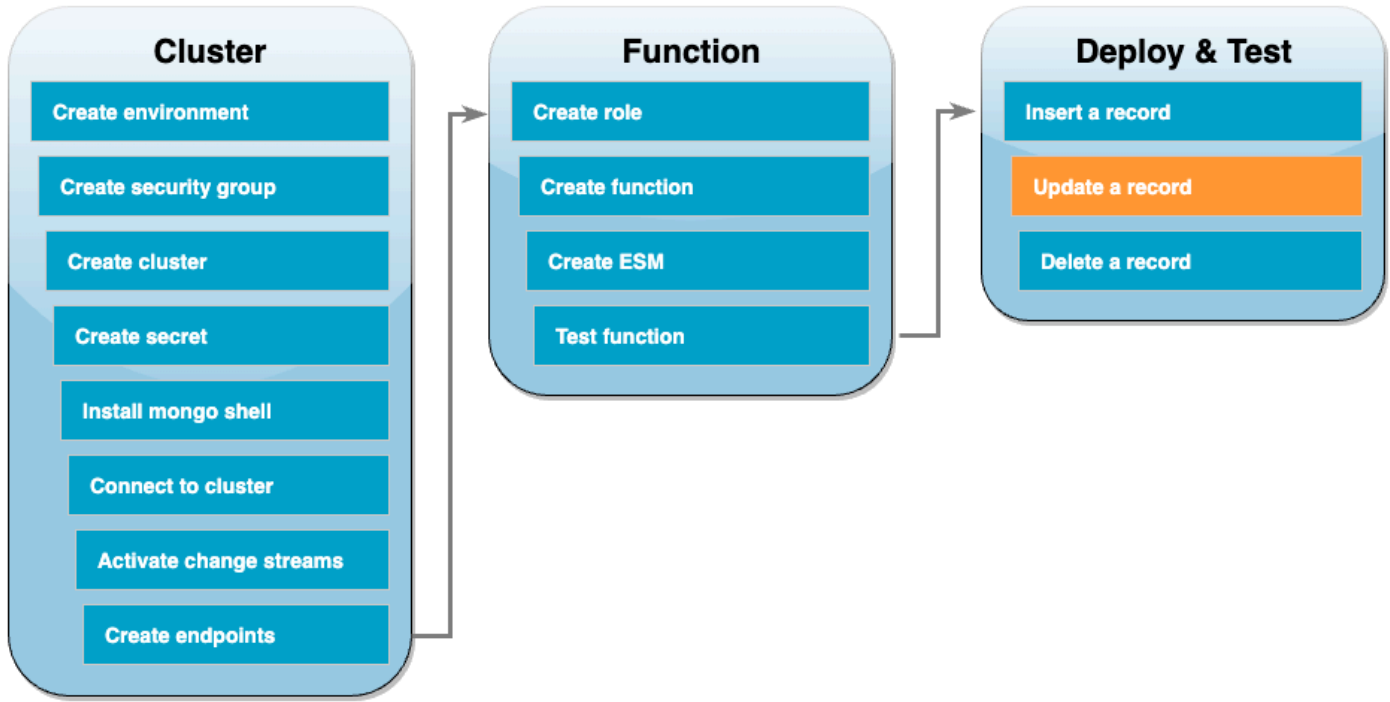 Cluster
Create environment
Create security group
Create cluster
Create secret
Install mongo shell
Connect to cluster
Activate change streams
Create endpoints
Function
Create role
Create function
Create ESM
Test function
Deploy & Test
Insert a record
Update a record
Delete a record